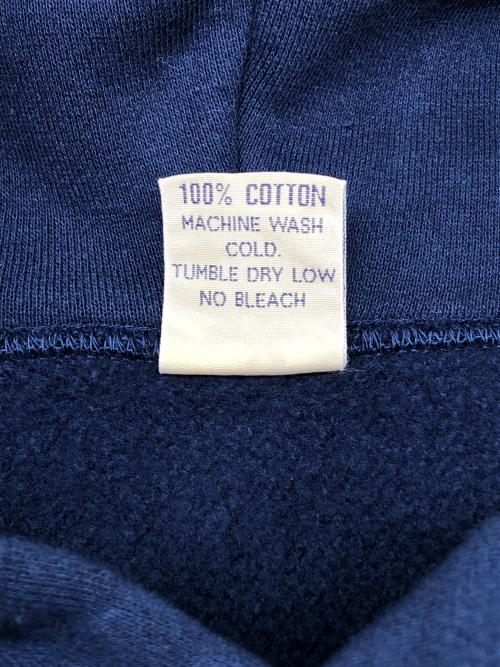 100% COTTON
MACHINE WASH
COLD.
TUMBLE DRY LOW
NO BLEACH